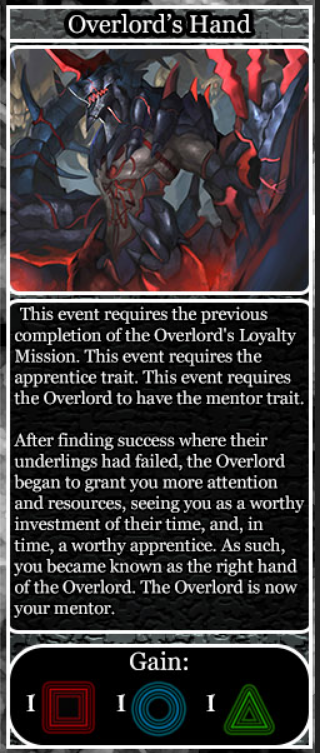 Overlord's Hand
This event requires the previous
completion of the Overlord's Loyalty
Mission. This event requires the
apprentice trait. This event requires
the Overlord to have the mentor trait.
After finding success where their
underlings had failed, the Overlord
began to grant you more attention
and resources, seeing you as a worthy
investment of their time, and, in
time, a worthy apprentice. As such,
you became known as the right hand
of the Overlord. The Overlord is now
your mentor.
Gain:
1 1 1